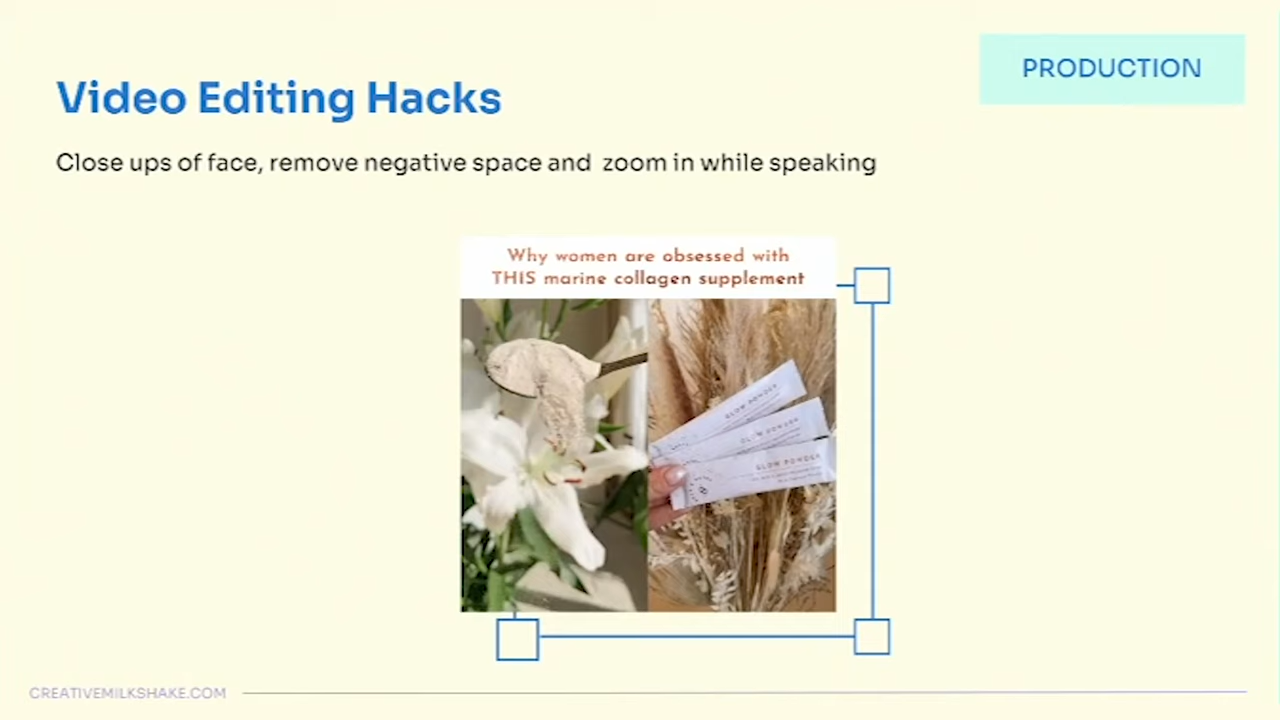 PRODUCTION
Video Editing Hacks
Close ups of face, remove negative space and zoom in while speaking
Why women are obsessed with
THIS marine collagen supplement
GLOW POWDER
GLOW POWDER
GLOW POWDER
CREATIVEMILKSHAKE.COM